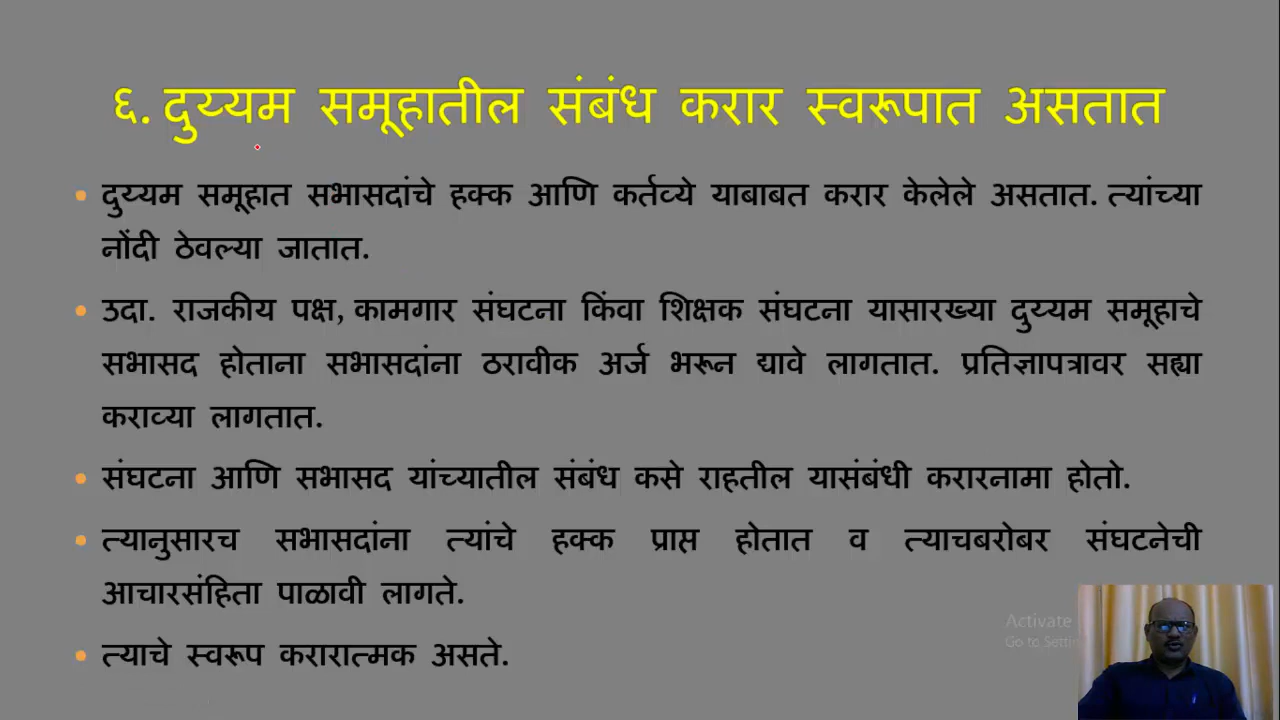 ६. दुय्यम समूहातील संबंध करार स्वरूपात असतात
दुय्यम समूहात सभासदांचे हक्क आणि कर्तव्ये याबाबत करार केलेले असतात. त्यांच्या
नोंदी ठेवल्या जातात.
उदा. राजकीय पक्ष, कामगार संघटना किंवा शिक्षक संघटना यासारख्या दुय्यम समूहाचे
सभासद होताना सभासदांना ठरावीक अर्ज भरून द्यावे लागतात. प्रतिज्ञापत्रावर सह्या
कराव्या लागतात.
संघटना आणि सभासद यांच्यातील संबंध कसे राहतील यासंबंधी करारनामा होतो.
त्यानुसारच सभासदांना त्यांचे हक्क प्राप्त होतात व त्याचबरोबर संघटनेची
आचारसंहिता पाळावी लागते.
त्याचे स्वरूप करारात्मक असते.
Activate
Go to Setti